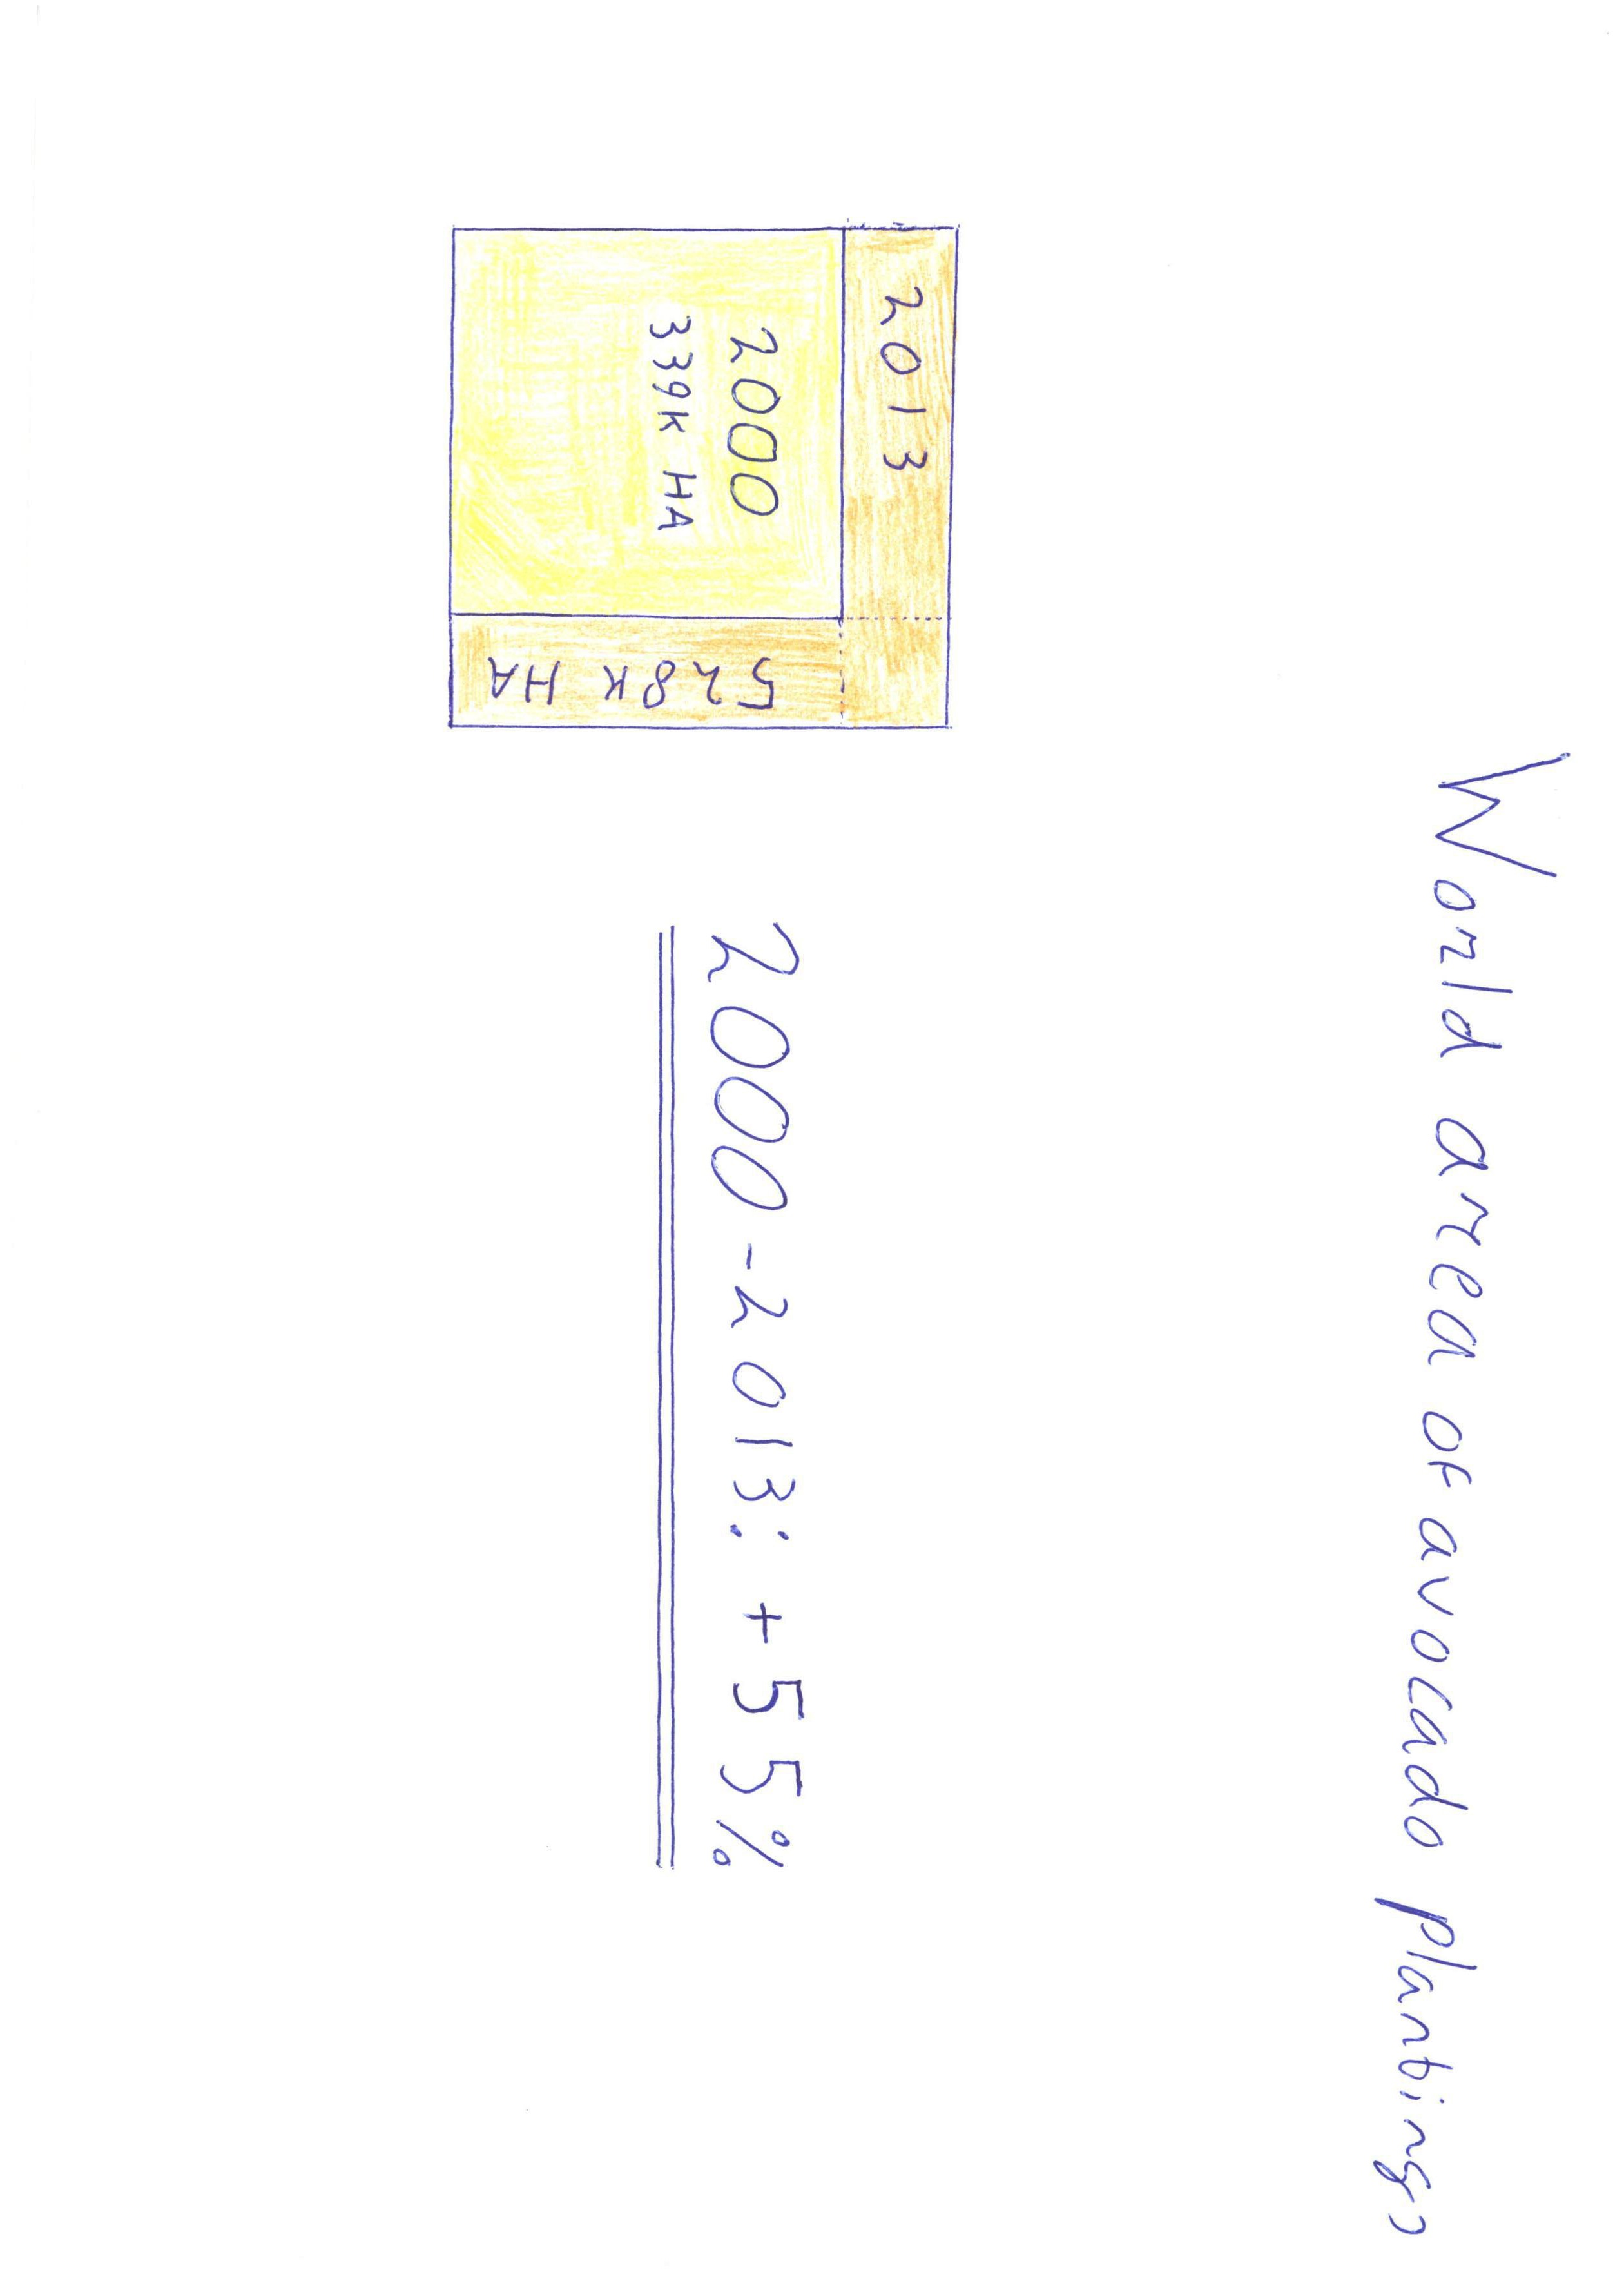 World area of avocado plantings
2013
2000
339K HA
528K HA
2000-2013: +55%